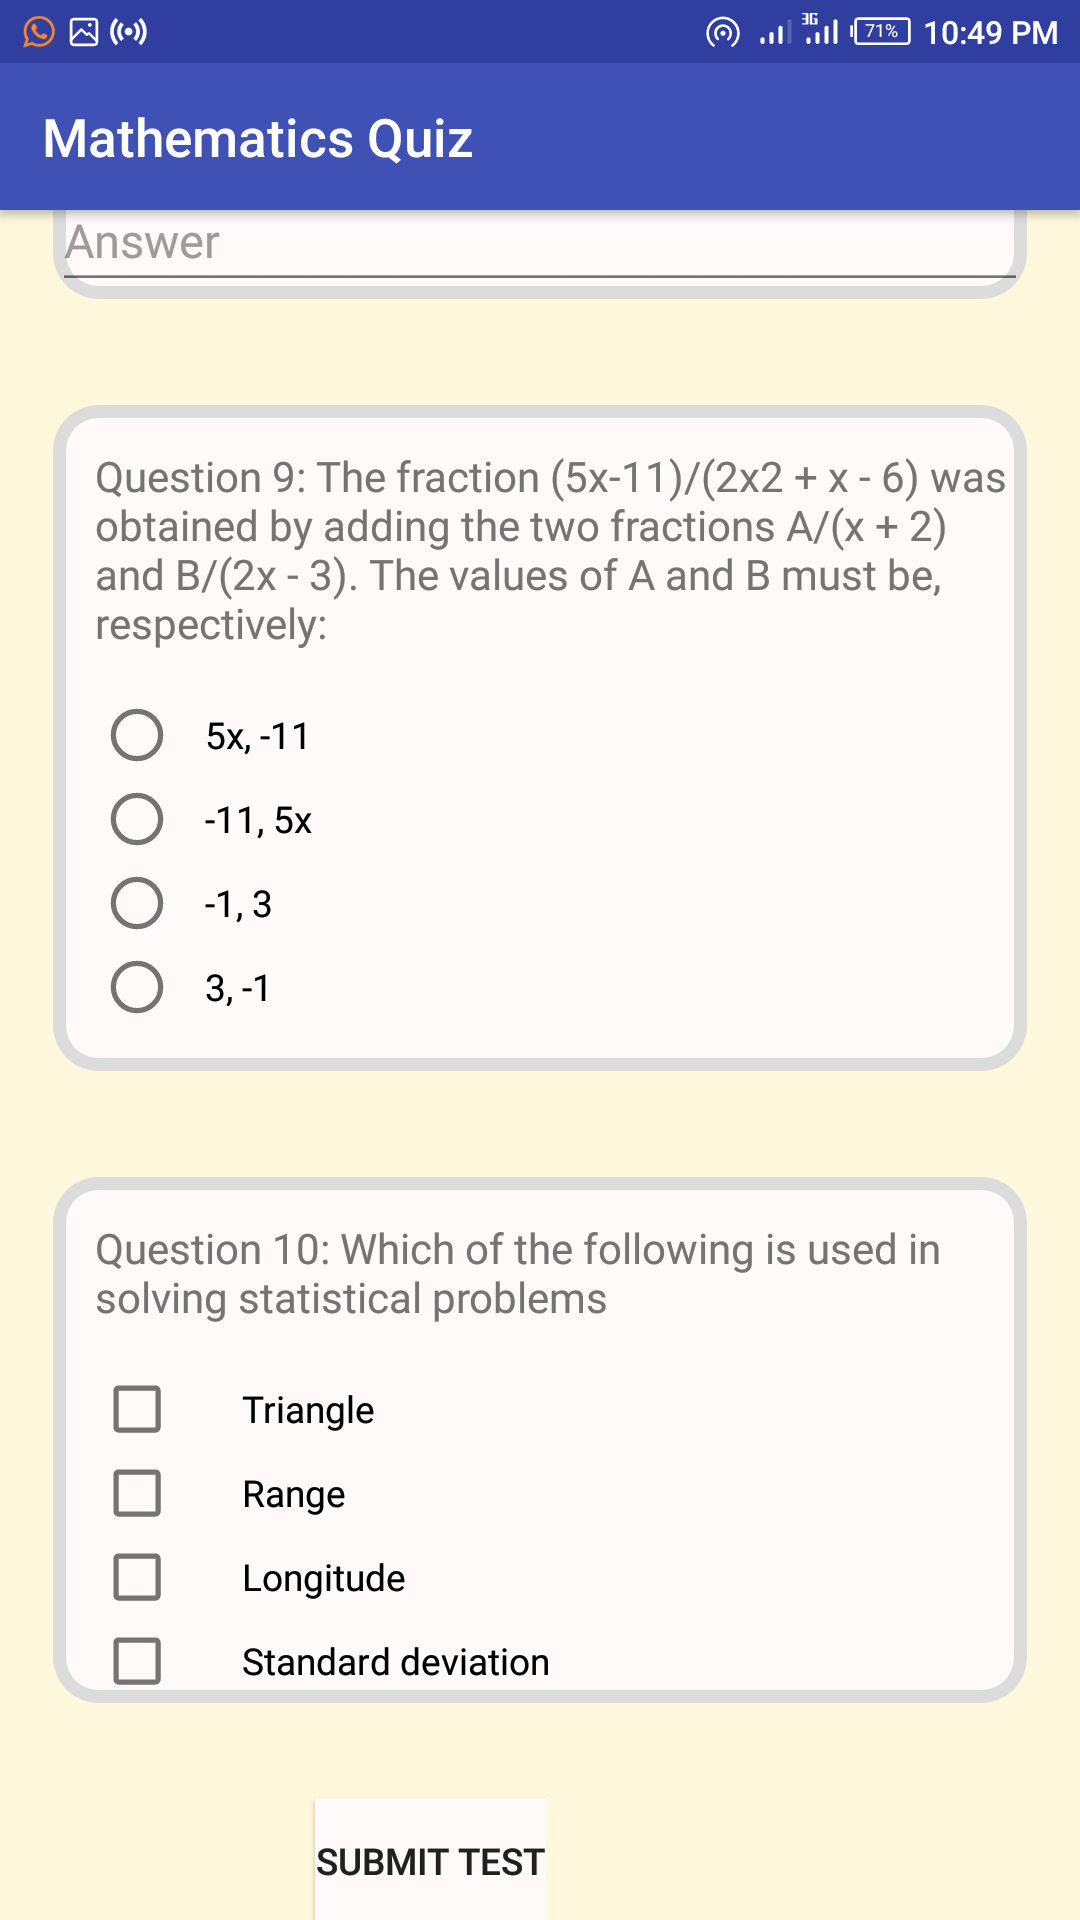 3G 71% 10:49 PM
Mathematics Quiz
Answer
Question 9: The fraction (5x-11)/(2x2 + x - 6) was
obtained by adding the two fractions A/(x + 2)
and B/(2x - 3). The values of A and B must be,
respectively:
5x, -11
-11, 5x
-1, 3
3, -1
Question 10: Which of the following is used in
solving statistical problems
Triangle
Range
Longitude
Standard deviation
SUBMIT TEST